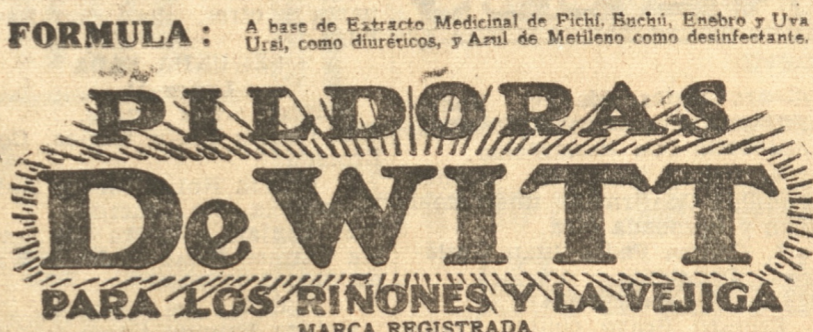 FORMULA: A base de Extracto Medicinal de Pichí, Buchú, Enebro y Uva
Ursi, como diuréticos, y Azul de Metileno como desinfectante.
PILDORAS
DeWITT
PARA LOS RIÑONES Y LA VEJIGA
MARCA REGISTRADA